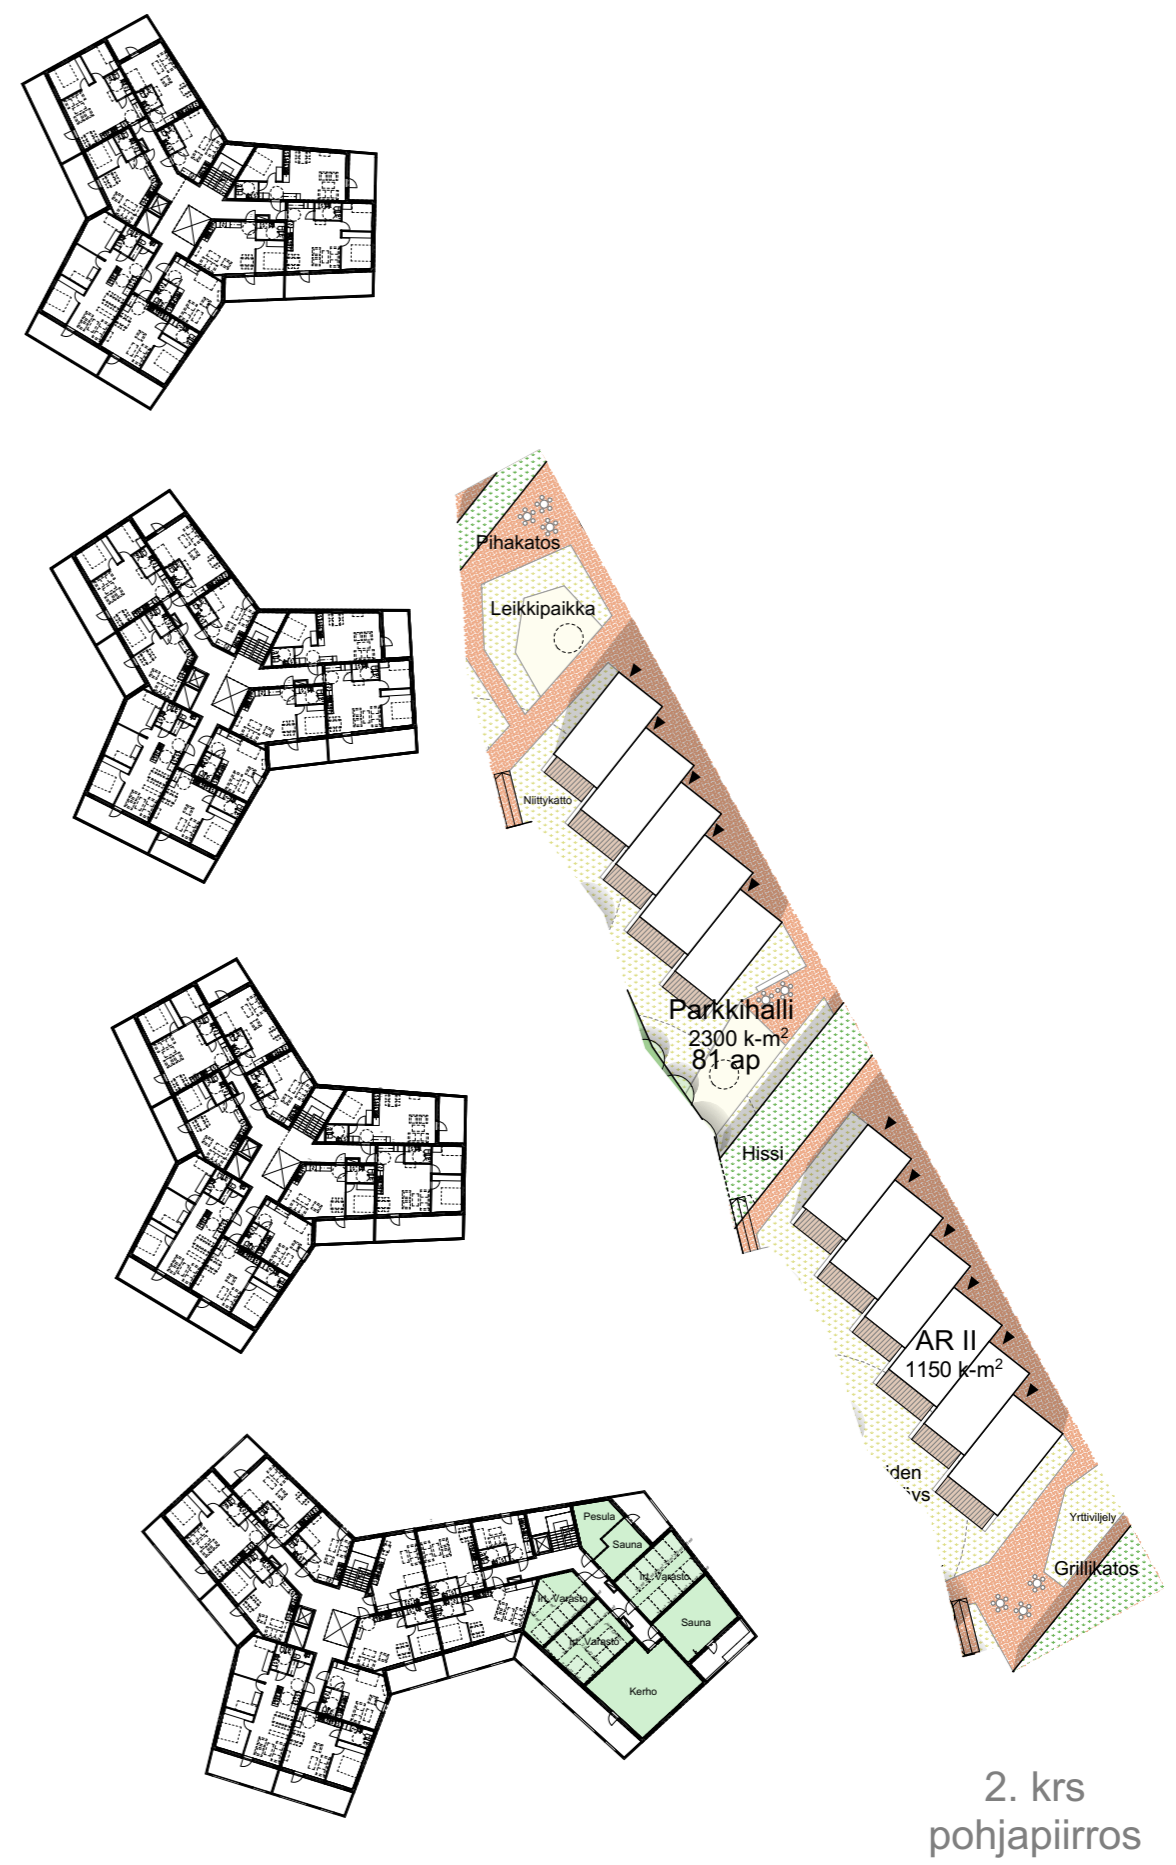 Pihakatos
Leikkipaikka
Niittykatto
Parkkihalli
2300 k-m²
81 ap
Hissi
AR II
1150 k-m²
Yrttiviljely
Grillikatos
Pesula
Sauna
Irt. Varasto
Irt. Varasto
Sauna
Irt. Varasto
Kerho
2. krs
pohjapiirros